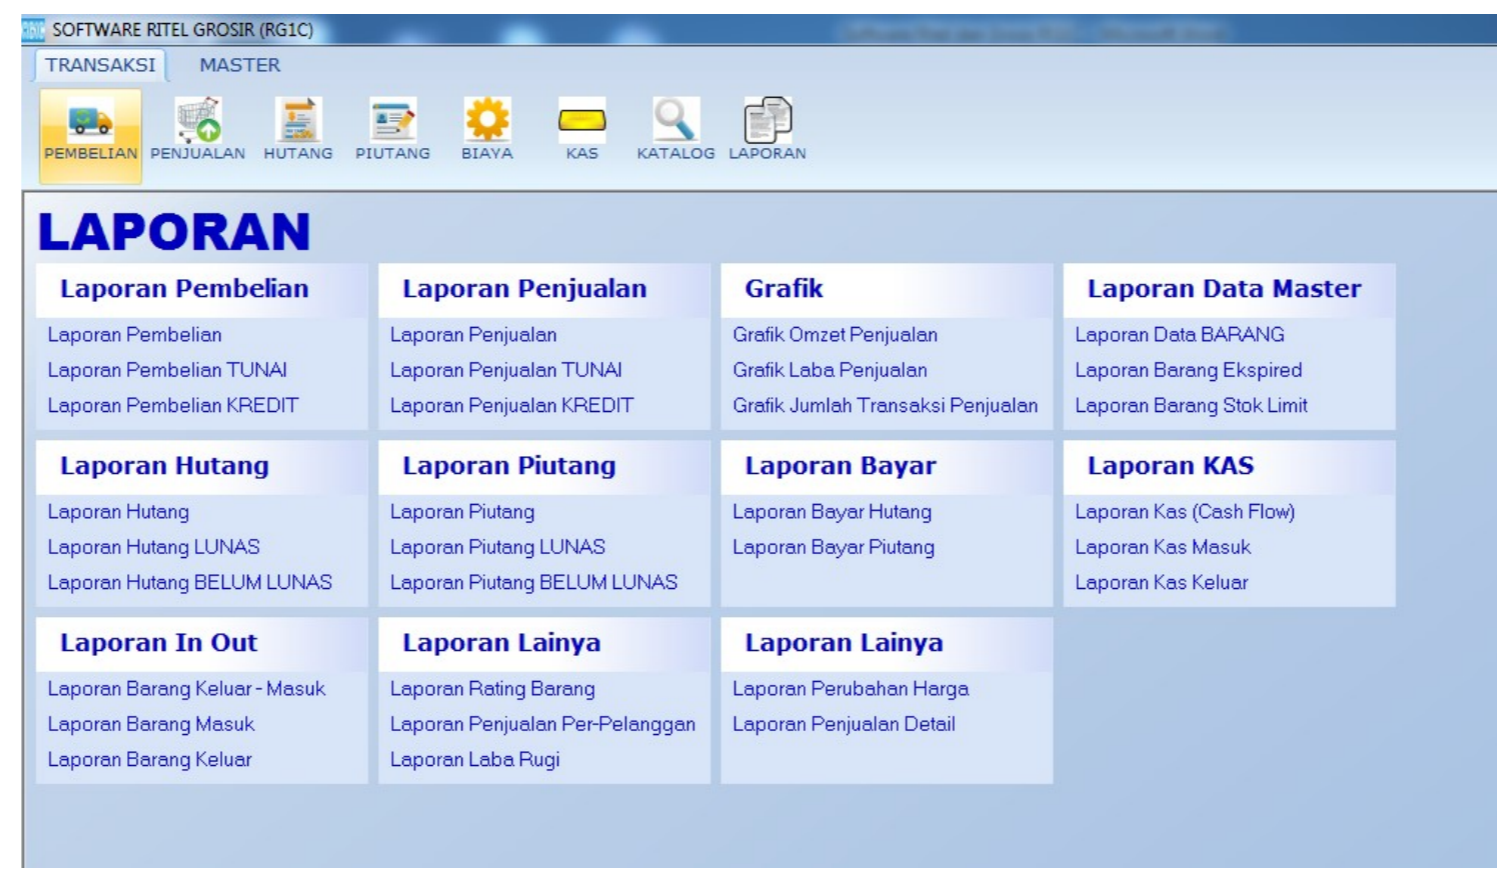 SOFTWARE RITEL GROSIR (RG1C)
TRANSAKSI MASTER
PEMBELIAN PENJUALAN HUTANG PIUTANG BIAYA KAS KATALOG LAPORAN
LAPORAN
Laporan Pembelian
Laporan Pembelian
Laporan Pembelian TUNAI
Laporan Pembelian KREDIT
Laporan Penjualan
Laporan Penjualan
Laporan Penjualan TUNAI
Laporan Penjualan KREDIT
Grafik
Grafik Omzet Penjualan
Grafik Laba Penjualan
Grafik Jumlah Transaksi Penjualan
Laporan Data Master
Laporan Data BARANG
Laporan Barang Ekspired
Laporan Barang Stok Limit
Laporan Hutang
Laporan Hutang
Laporan Hutang LUNAS
Laporan Hutang BELUM LUNAS
Laporan Piutang
Laporan Piutang
Laporan Piutang LUNAS
Laporan Piutang BELUM LUNAS
Laporan Bayar
Laporan Bayar Hutang
Laporan Bayar Piutang
Laporan KAS
Laporan Kas (Cash Flow)
Laporan Kas Masuk
Laporan Kas Keluar
Laporan In Out
Laporan Barang Keluar - Masuk
Laporan Barang Masuk
Laporan Barang Keluar
Laporan Lainya
Laporan Rating Barang
Laporan Penjualan Per-Pelanggan
Laporan Laba Rugi
Laporan Lainya
Laporan Perubahan Harga
Laporan Penjualan Detail